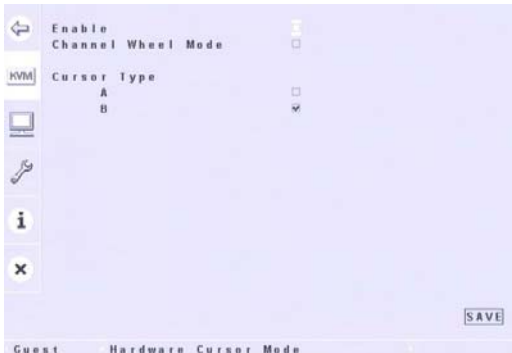 Enable
Channel Wheel Mode
KVM
Cursor Type
A
B
i
SAVE
Guest Hardware Cursor Mode